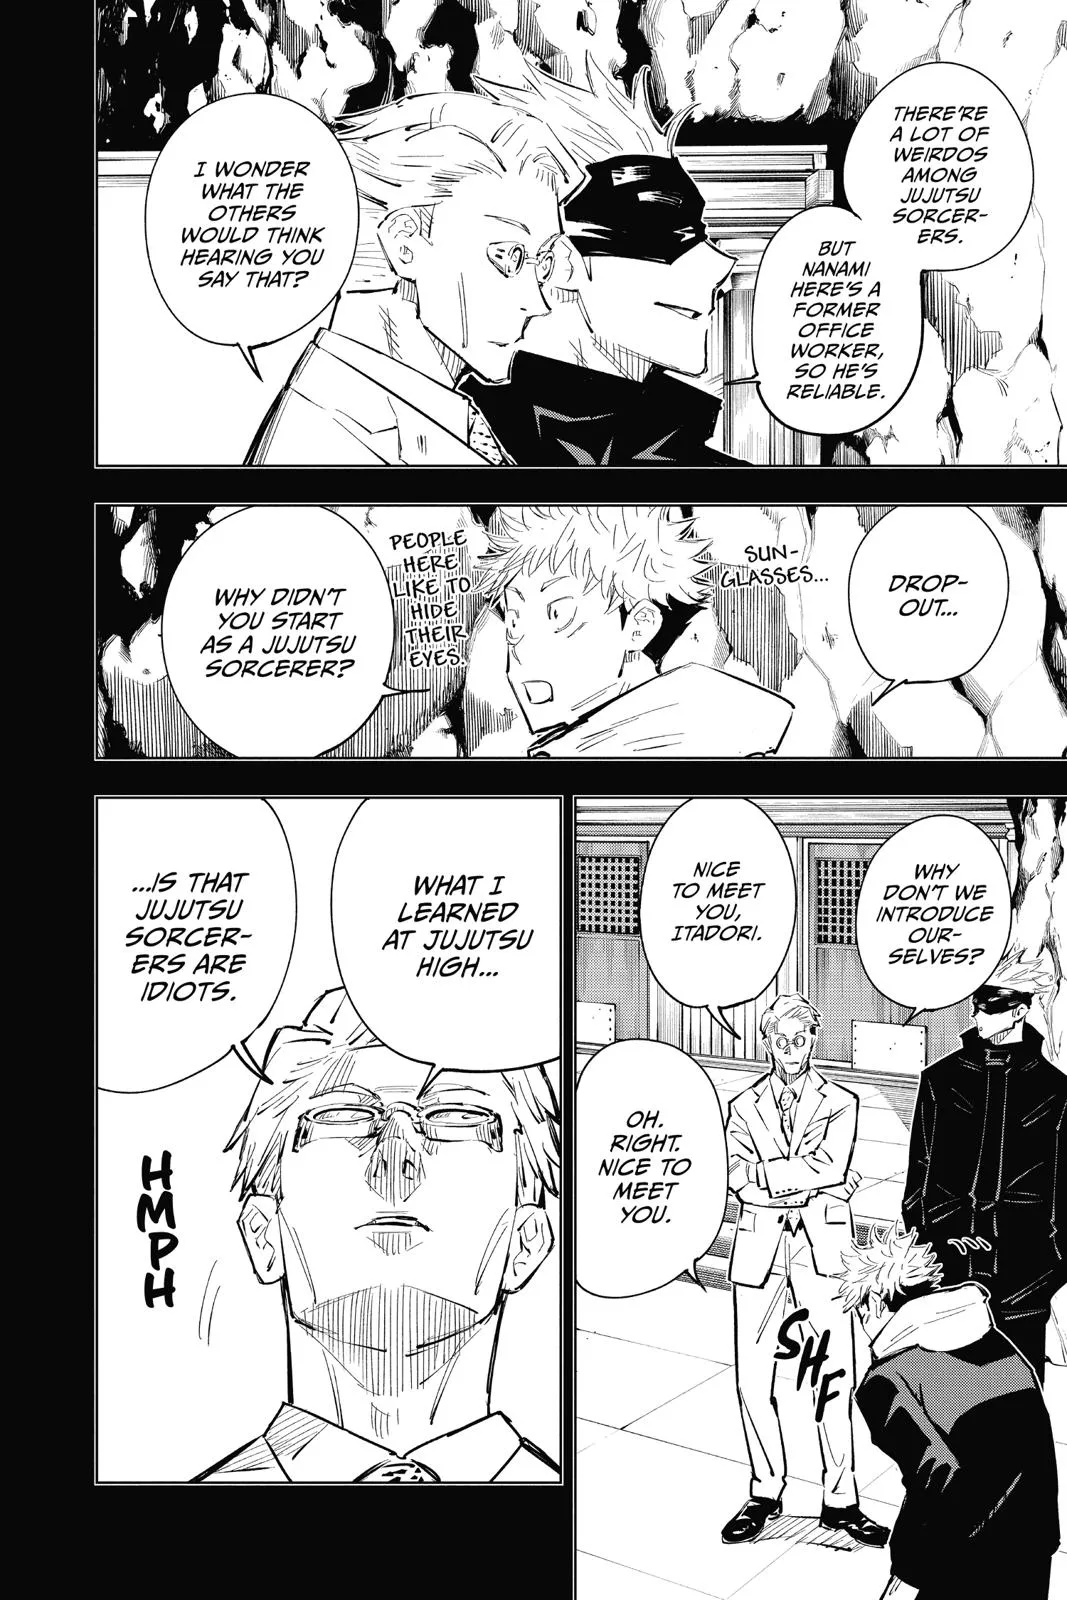 THERE'RE
A LOT OF
WEIRDOS
AMONG
JUJUTSU
SORCER-
ERS.
BUT
NANAMI
HERE'S A
FORMER
OFFICE
WORKER,
SO HE'S
RELIABLE.
I WONDER
WHAT THE
OTHERS
WOULD THINK
HEARING YOU
SAY THAT?
DROP-
OUT...
SUN-
GLASSES...
PEOPLE
HERE
LIKE TO
HIDE
THEIR
EYES.
WHY DIDN'T
YOU START
AS A JUJUTSU
SORCERER?
WHY
DON'T WE
INTRODUCE
OUR-
SELVES?
NICE
TO MEET
YOU,
ITADORI.
OH.
RIGHT.
NICE TO
MEET
YOU.
SHF
WHAT I
LEARNED
AT JUJUTSU
HIGH...
...IS THAT
JUJUTSU
SORCER-
ERS ARE
IDIOTS.
HMPH